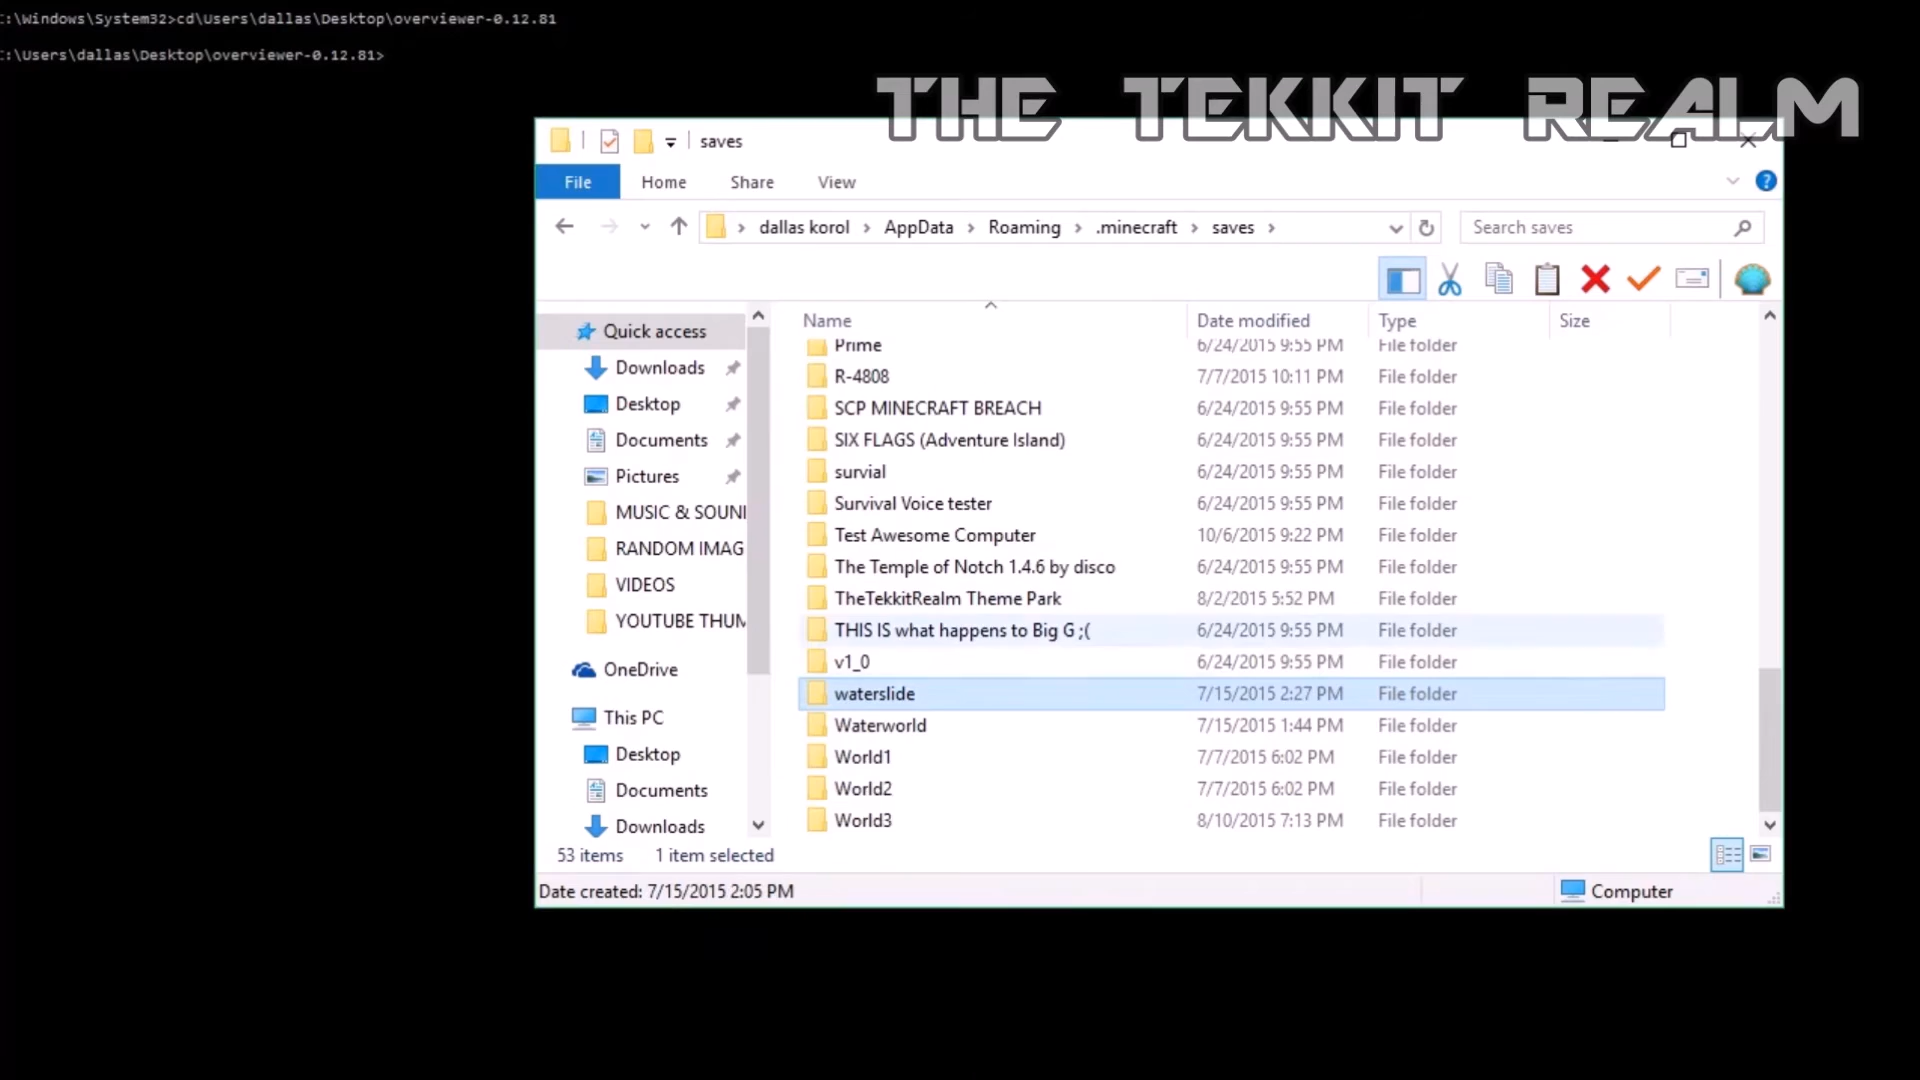 C:\Windows\System32>cd\Users\dallas\Desktop\overviewer-0.12.81
C:\Users\dallas\Desktop\overviewer-0.12.81>
THE TEKKIT REALM
saves
File Home Share View
dallas korol AppData Roaming .minecraft saves
Search saves
Name Date modified Type Size
Quick access
Downloads
Desktop
Documents
Pictures
MUSIC & SOUN
RANDOM IMAG
VIDEOS
YOUTUBE THUM
OneDrive
This PC
Desktop
Documents
Downloads
Prime 6/24/2015 9:55 PM File folder
R-4808 7/7/2015 10:11 PM File folder
SCP MINECRAFT BREACH 6/24/2015 9:55 PM File folder
SIX FLAGS (Adventure Island) 6/24/2015 9:55 PM File folder
survial 6/24/2015 9:55 PM File folder
Survival Voice tester 6/24/2015 9:55 PM File folder
Test Awesome Computer 10/6/2015 9:22 PM File folder
The Temple of Notch 1.4.6 by disco 6/24/2015 9:55 PM File folder
TheTekkitRealm Theme Park 8/2/2015 5:52 PM File folder
THIS IS what happens to Big G ;( 6/24/2015 9:55 PM File folder
v1_0 6/24/2015 9:55 PM File folder
waterslide 7/15/2015 2:27 PM File folder
Waterworld 7/15/2015 1:44 PM File folder
World1 7/7/2015 6:02 PM File folder
World2 7/7/2015 6:02 PM File folder
World3 8/10/2015 7:13 PM File folder
53 items 1 item selected
Date created: 7/15/2015 2:05 PM
Computer